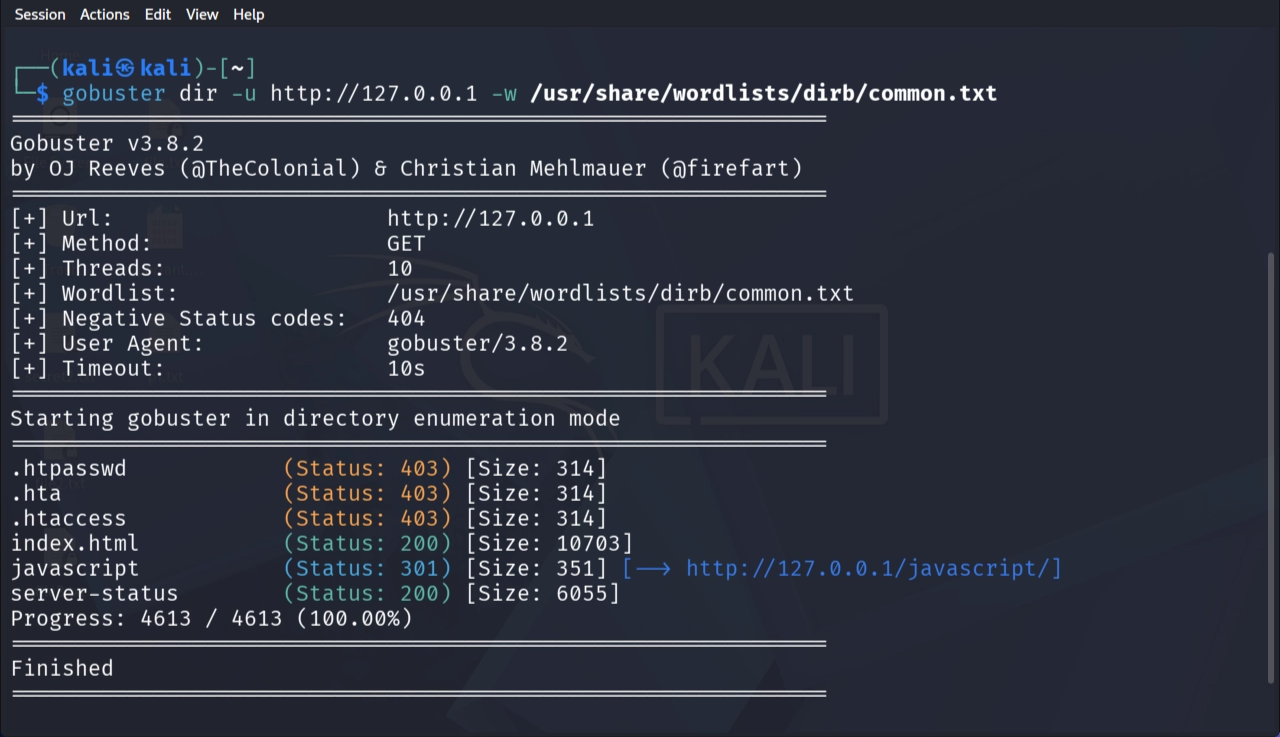 Session Actions Edit View Help
┌──(kali㉿kali)-[~]
└─$ gobuster dir -u http://127.0.0.1 -w /usr/share/wordlists/dirb/common.txt
===============================================================
Gobuster v3.8.2
by OJ Reeves (@TheColonial) & Christian Mehlmauer (@firefart)
===============================================================
[+] Url:                     http://127.0.0.1
[+] Method:                  GET
[+] Threads:                 10
[+] Wordlist:                /usr/share/wordlists/dirb/common.txt
[+] Negative Status codes:   404
[+] User Agent:              gobuster/3.8.2
[+] Timeout:                 10s
===============================================================
Starting gobuster in directory enumeration mode
===============================================================
.htpasswd            (Status: 403) [Size: 314]
.hta                 (Status: 403) [Size: 314]
.htaccess            (Status: 403) [Size: 314]
index.html           (Status: 200) [Size: 10703]
javascript           (Status: 301) [Size: 351] [--> http://127.0.0.1/javascript/]
server-status        (Status: 200) [Size: 6055]
Progress: 4613 / 4613 (100.00%)
===============================================================
Finished
===============================================================
KALI